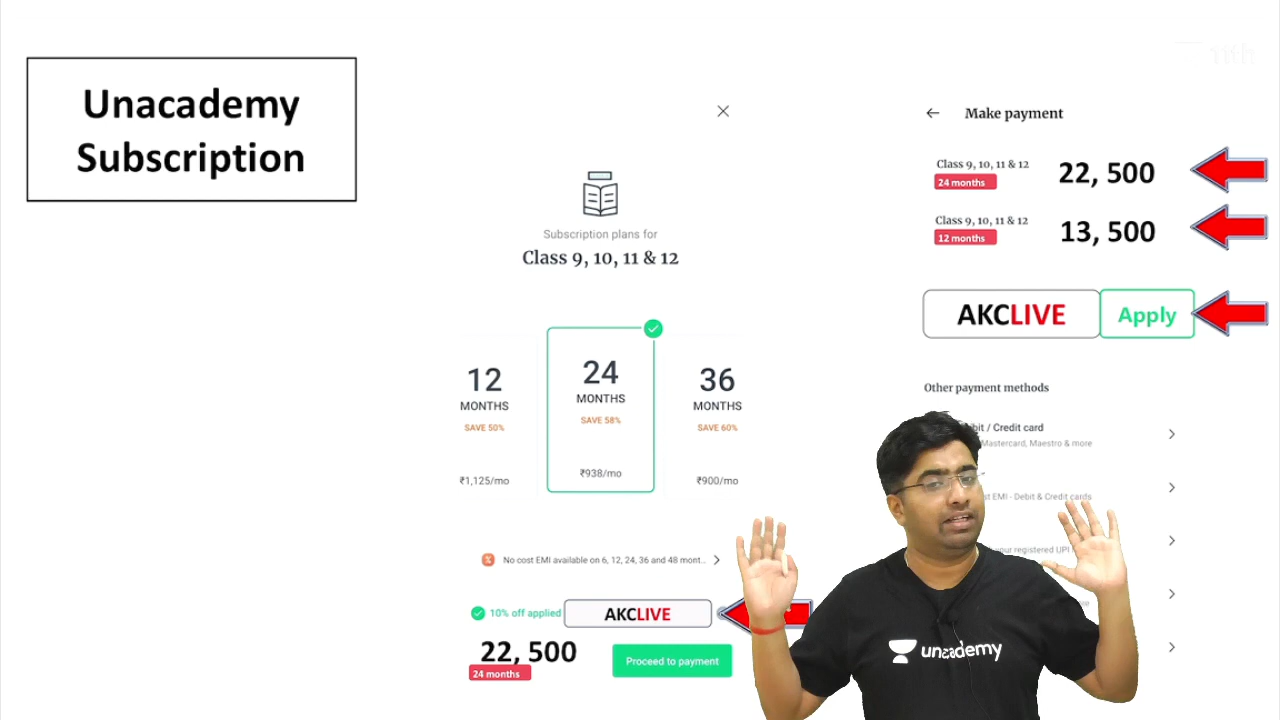 Unacademy
Subscription
Subscription plans for
Class 9, 10, 11 & 12
12
MONTHS
SAVE 50%
₹1,125/mo
24
MONTHS
SAVE 58%
₹938/mo
36
MONTHS
SAVE 60%
₹900/mo
No cost EMI available on 6, 12, 24, 36 and 48 mont..
10% off applied
AKCLIVE
22, 500
24 months
Proceed to payment
Make payment
Class 9, 10, 11 & 12
24 months
22, 500
Class 9, 10, 11 & 12
12 months
13, 500
AKCLIVE
Apply
Other payment methods
bit / Credit card
Mastercard, Maestro & more
st EMI - Debit & Credit cards
registered UPI
unacademy